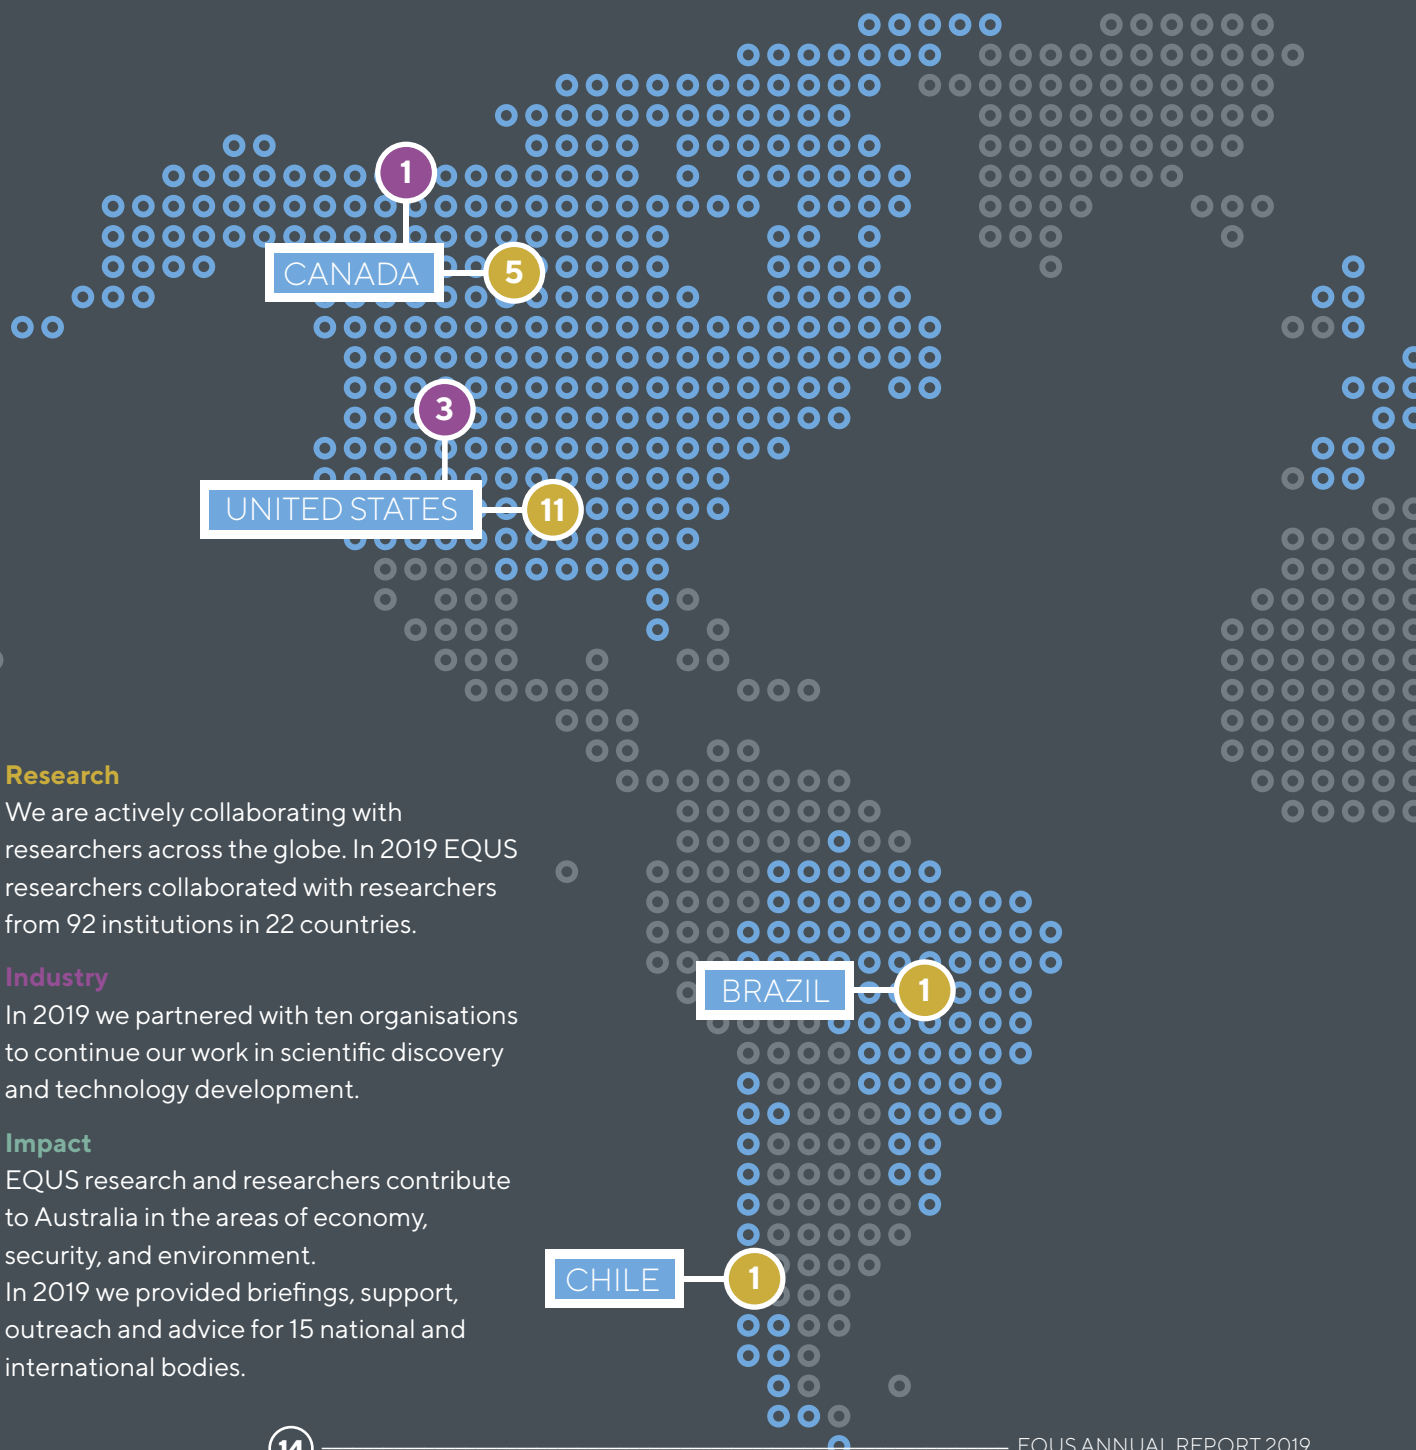 1
CANADA
5
3
UNITED STATES
11
Research
We are actively collaborating with
researchers across the globe. In 2019 EQUS
researchers collaborated with researchers
from 92 institutions in 22 countries.
Industry
In 2019 we partnered with ten organisations
to continue our work in scientific discovery
and technology development.
Impact
EQUS research and researchers contribute
to Australia in the areas of economy,
security, and environment.
In 2019 we provided briefings, support,
outreach and advice for 15 national and
international bodies.
BRAZIL
1
CHILE
1
14
EQUS ANNUAL REPORT 2019